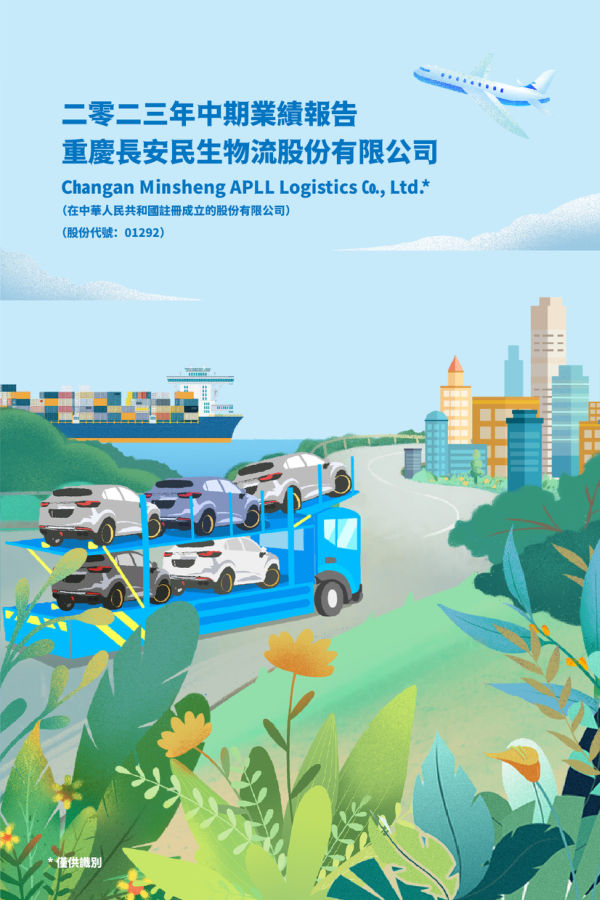 二零二三年中期業績報告
重慶長安民生物流股份有限公司
Changan Minsheng APLL Logistics Co., Ltd.*
（在中華人民共和國註冊成立的股份有限公司）
（股份代號：01292）
* 僅供識別